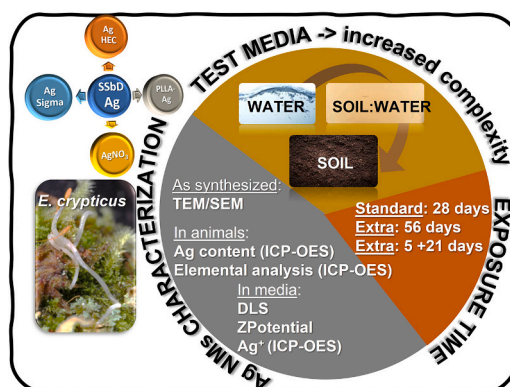 Ag
HEC
Ag
Sigma
SSbD
Ag
PLLA-
Ag
AgNO₃
E. crypticus
TEST MEDIA -> increased complexity
WATER
SOIL:WATER
SOIL
EXPOSURE TIME
Standard: 28 days
Extra: 56 days
Extra: 5 +21 days
Ag NMs CHARACTERIZATION
As synthesized:
TEM/SEM
In animals:
Ag content (ICP-OES)
Elemental analysis (ICP-OES)
In media:
DLS
ZPotential
Ag⁺ (ICP-OES)